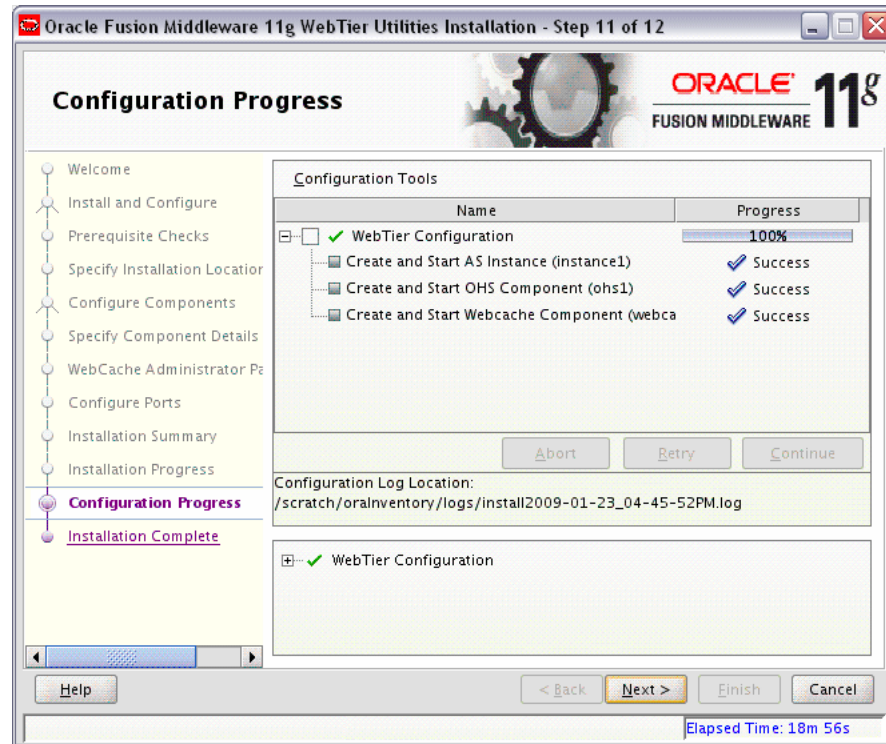 Oracle Fusion Middleware 11g WebTier Utilities Installation - Step 11 of 12
Configuration Progress
ORACLE
FUSION MIDDLEWARE
11g
Welcome
Install and Configure
Prerequisite Checks
Specify Installation Location
Configure Components
Specify Component Details
WebCache Administrator Pa
Configure Ports
Installation Summary
Installation Progress
Configuration Progress
Installation Complete
Configuration Tools
Name Progress
WebTier Configuration 100%
Create and Start AS Instance (instance1) Success
Create and Start OHS Component (ohs1) Success
Create and Start Webcache Component (webca Success
Abort Retry Continue
Configuration Log Location:
/scratch/oraInventory/logs/install2009-01-23_04-45-52PM.log
WebTier Configuration
Help < Back Next > Finish Cancel
Elapsed Time: 18m 56s